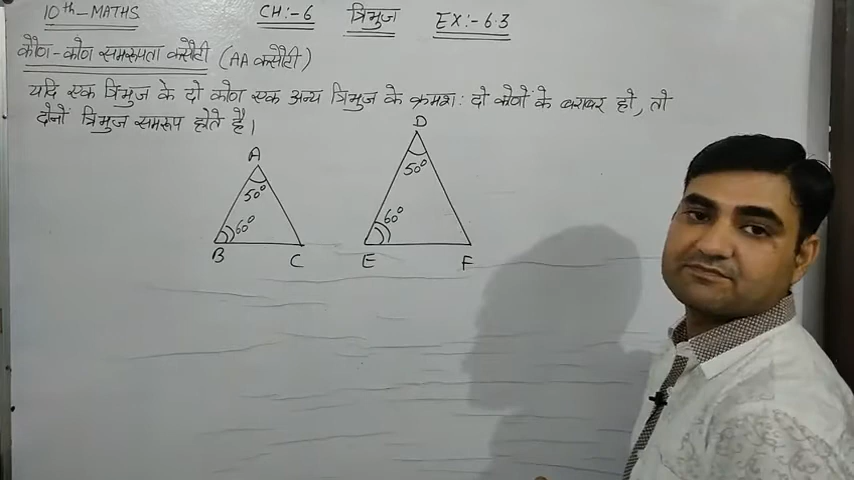 10th-MATHS CH:-6 त्रिभुज EX:-6.3
कोण-कोण समरूपता कसौटी (AA कसौटी)
यदि एक त्रिभुज के दो कोण एक अन्य त्रिभुज के क्रमश: दो कोणों के बराबर हो, तो
दोनों त्रिभुज समरूप होते है।
A D
50° 50°
60° 60°
B C E F